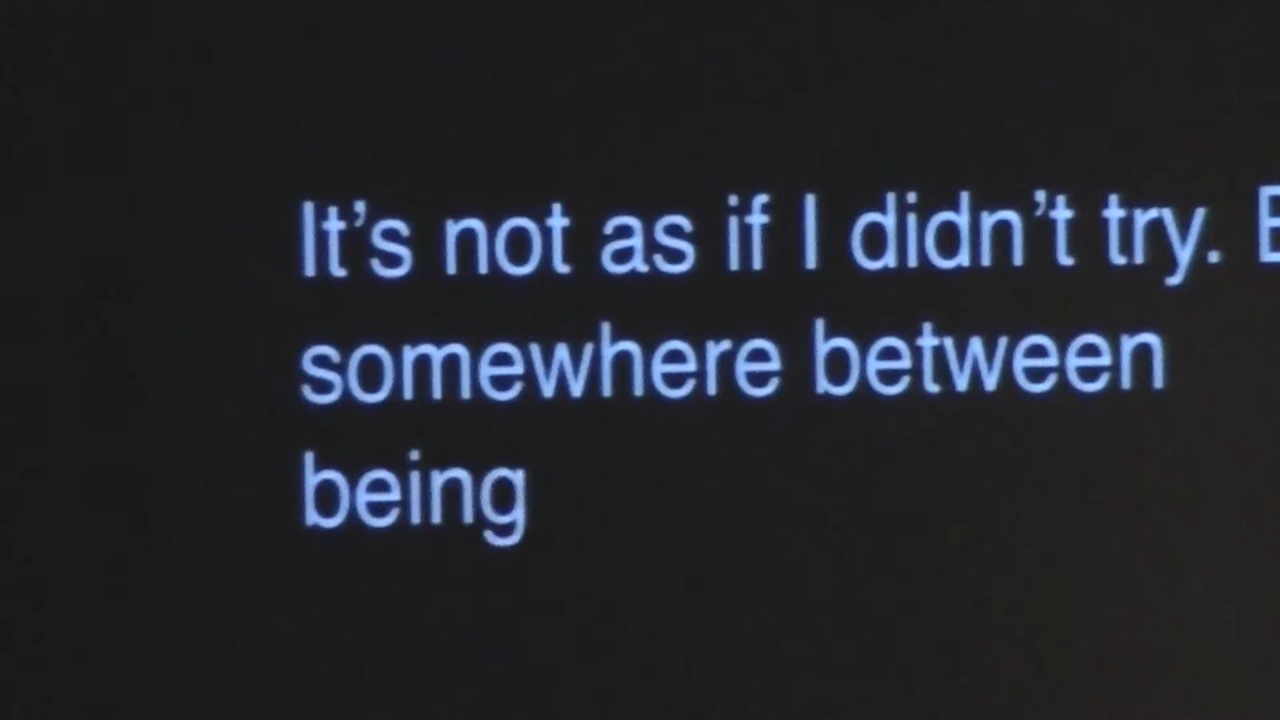 It’s not as if I didn’t try.
somewhere between
being